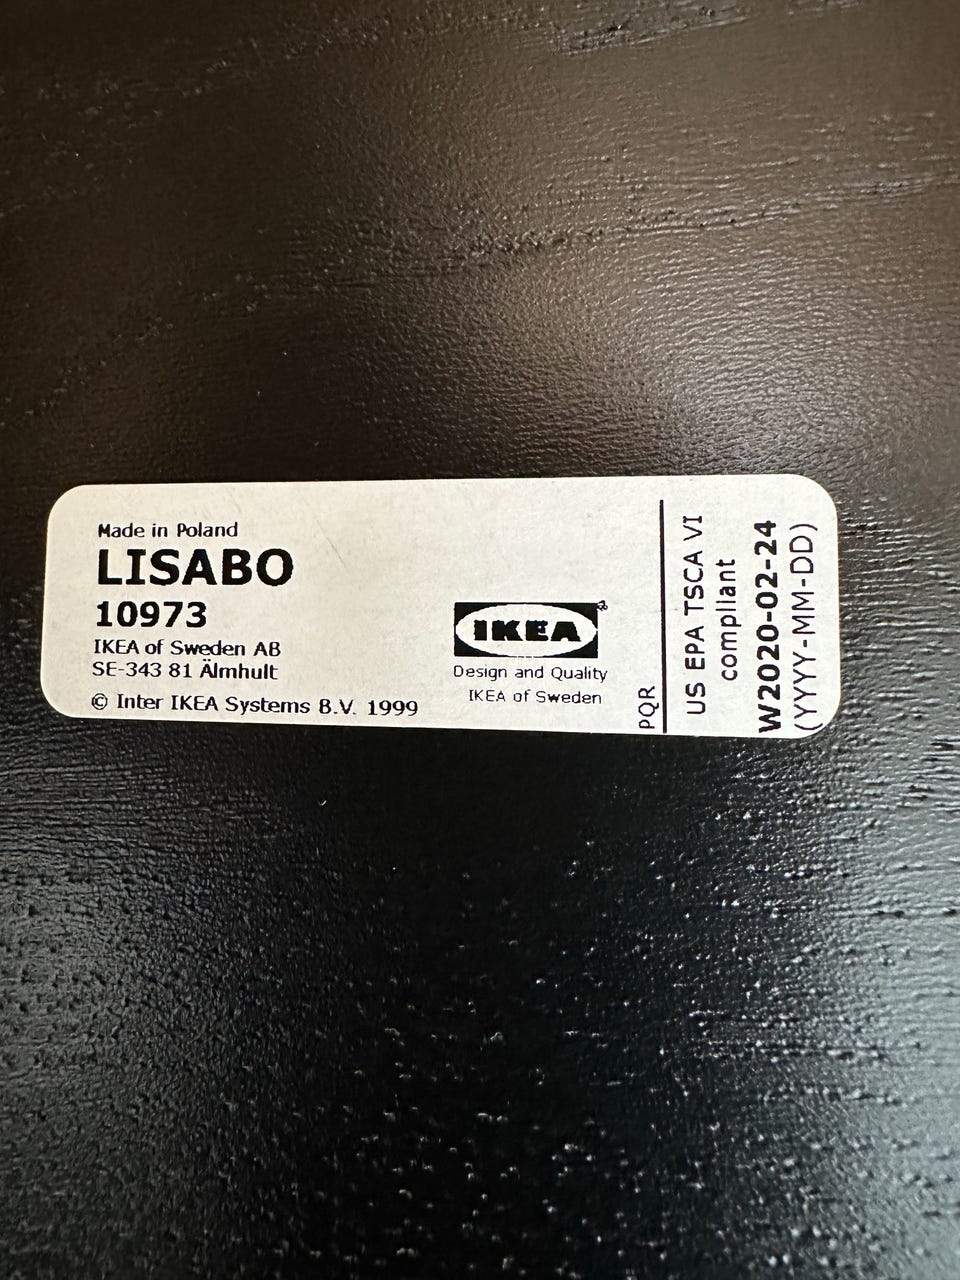 Made in Poland
LISABO
10973
IKEA of Sweden AB
SE-343 81 Älmhult
© Inter IKEA Systems B.V. 1999
IKEA®
Design and Quality
IKEA of Sweden
PQR
US EPA TSCA VI
compliant
W2020-02-24
(YYYY-MM-DD)